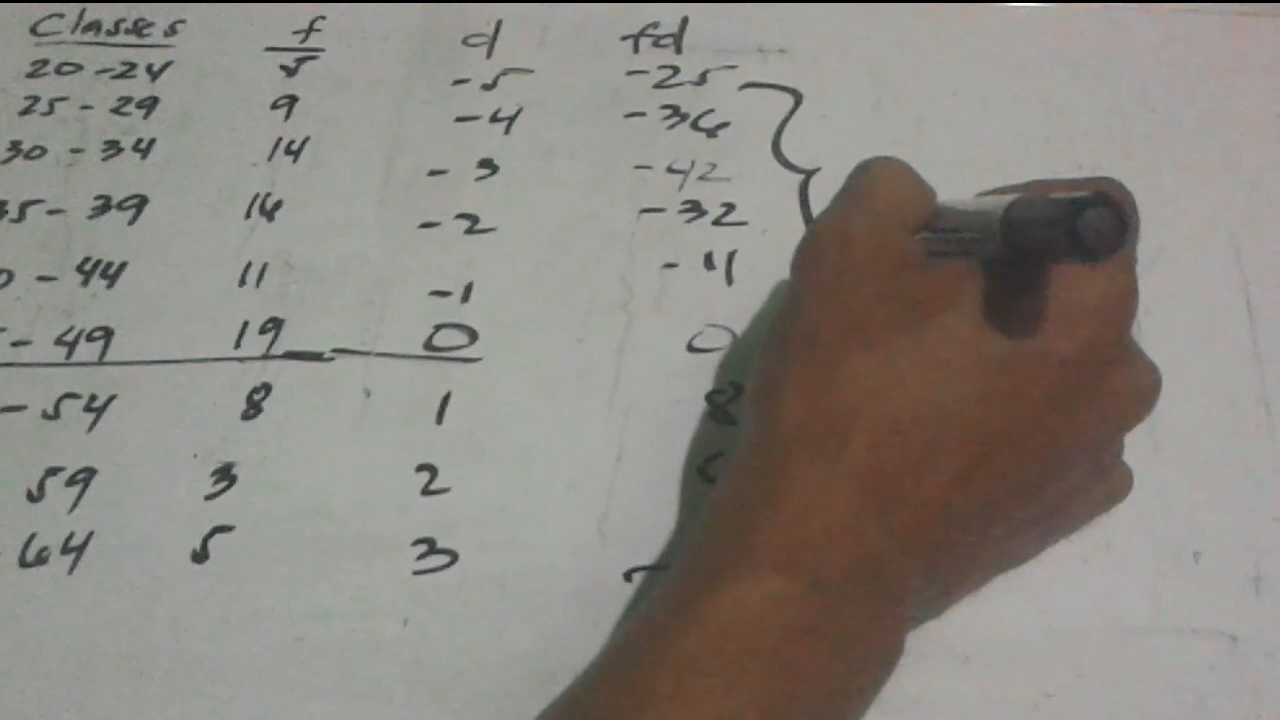 Classes f d fd
20-24 5 -5 -25
25-29 9 -4 -36
30-34 14 -3 -42
35-39 16 -2 -32
-44 11 -1 -11
-49 19 0 0
-54 8 1 8
59 3 2
64 5 3